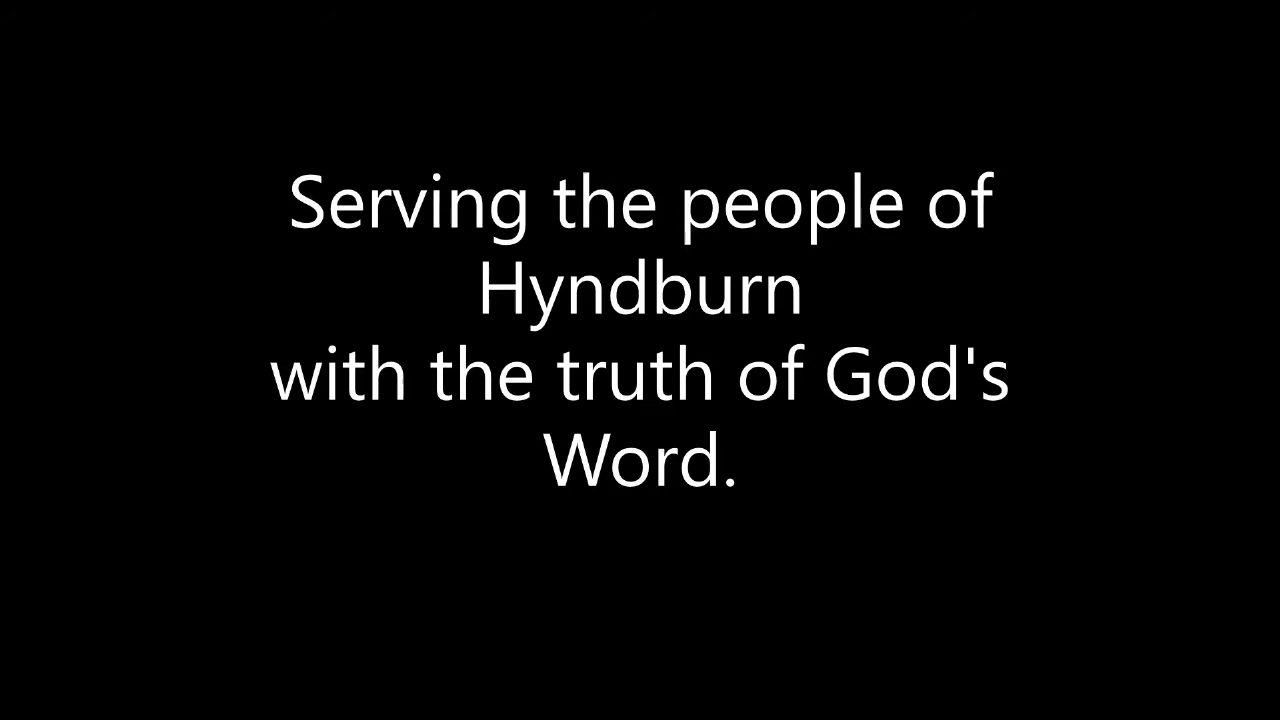 Serving the people of
Hyndburn
with the truth of God's
Word.